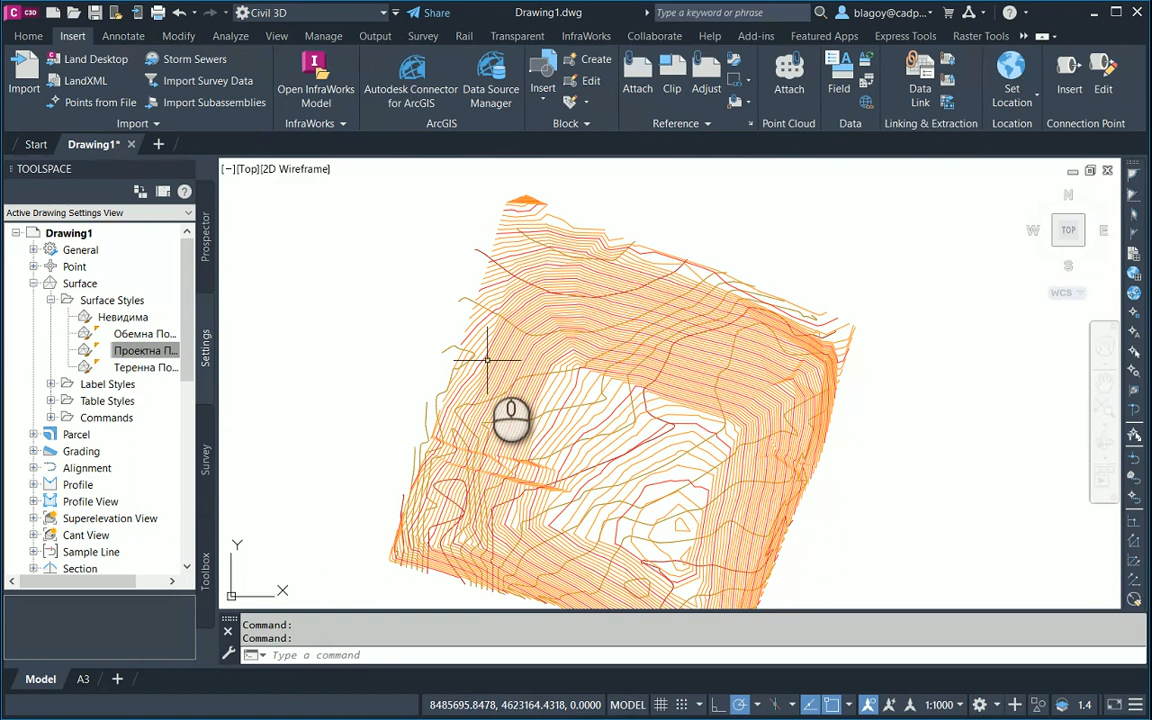 C3D
Civil 3D
Share
Drawing1.dwg
Type a keyword or phrase
blagoy@cadp...
Home Insert Annotate Modify Analyze View Manage Output Survey Rail Transparent InfraWorks Collaborate Help Add-ins Featured Apps Express Tools Raster Tools
Import
Land Desktop
LandXML
Points from File
Storm Sewers
Import Survey Data
Import Subassemblies
Import
Open InfraWorks
Model
InfraWorks
Autodesk Connector
for ArcGIS
Data Source
Manager
ArcGIS
Insert
Create
Edit
Block
Attach
Clip
Adjust
Reference
Attach
Point Cloud
Field
Data
Data
Link
Linking & Extraction
Set
Location
Location
Insert
Edit
Connection Point
Start
Drawing1*
TOOLSPACE
Active Drawing Settings View
Drawing1
General
Point
Surface
Surface Styles
Невидима
Обемна По...
Проектна П...
Теренна По...
Label Styles
Table Styles
Commands
Parcel
Grading
Alignment
Profile
Profile View
Superelevation View
Cant View
Sample Line
Section
Prospector
Settings
Survey
Toolbox
[−][Top][2D Wireframe]
N
W
TOP
E
S
WCS
Y
X
Command:
Command:
Type a command
Model
A3
8485695.8478, 4623164.4318, 0.0000
MODEL
1:1000
1.4